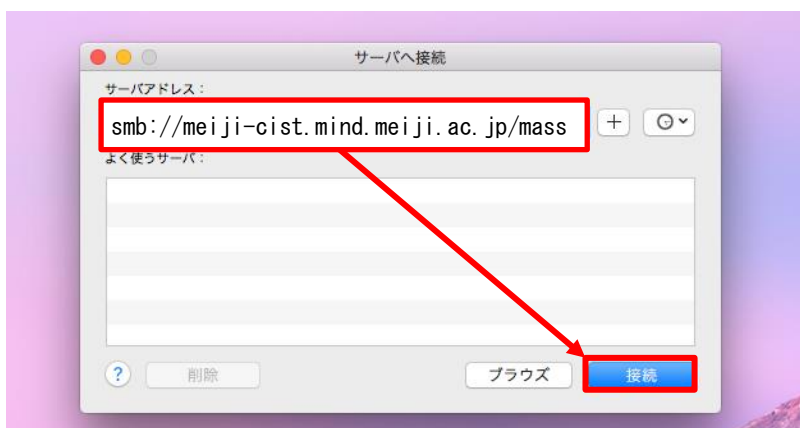 サーバへ接続
サーバアドレス：
smb://meiji-cist.mind.meiji.ac.jp/mass
よく使うサーバ：
? 削除 ブラウズ 接続